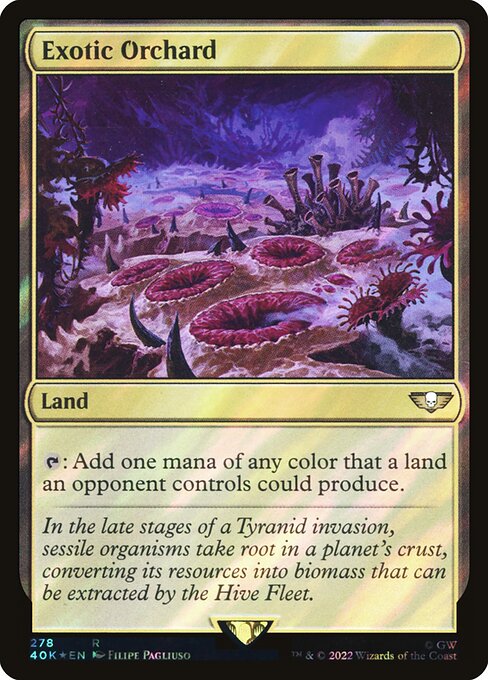 Exotic Orchard
Land
: Add one mana of any color that a land
an opponent controls could produce.
In the late stages of a Tyranid invasion,
sessile organisms take root in a planet's crust,
converting its resources into biomass that can
be extracted by the Hive Fleet.
278 R
40K★EN Filipe Pagliuso
© GW
™ & © 2022 Wizards of the Coast